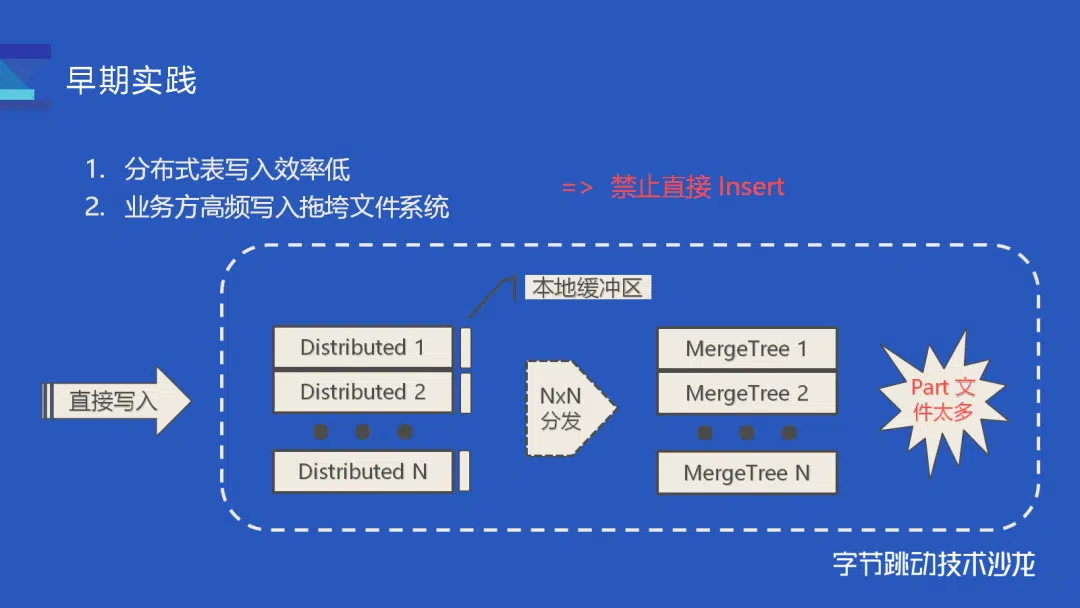 早期实践
1. 分布式表写入效率低
2. 业务方高频写入拖垮文件系统
=> 禁止直接 Insert
本地缓冲区
直接写入
Distributed 1
Distributed 2
Distributed N
NxN
分发
MergeTree 1
MergeTree 2
MergeTree N
Part 文
件太多
字节跳动技术沙龙